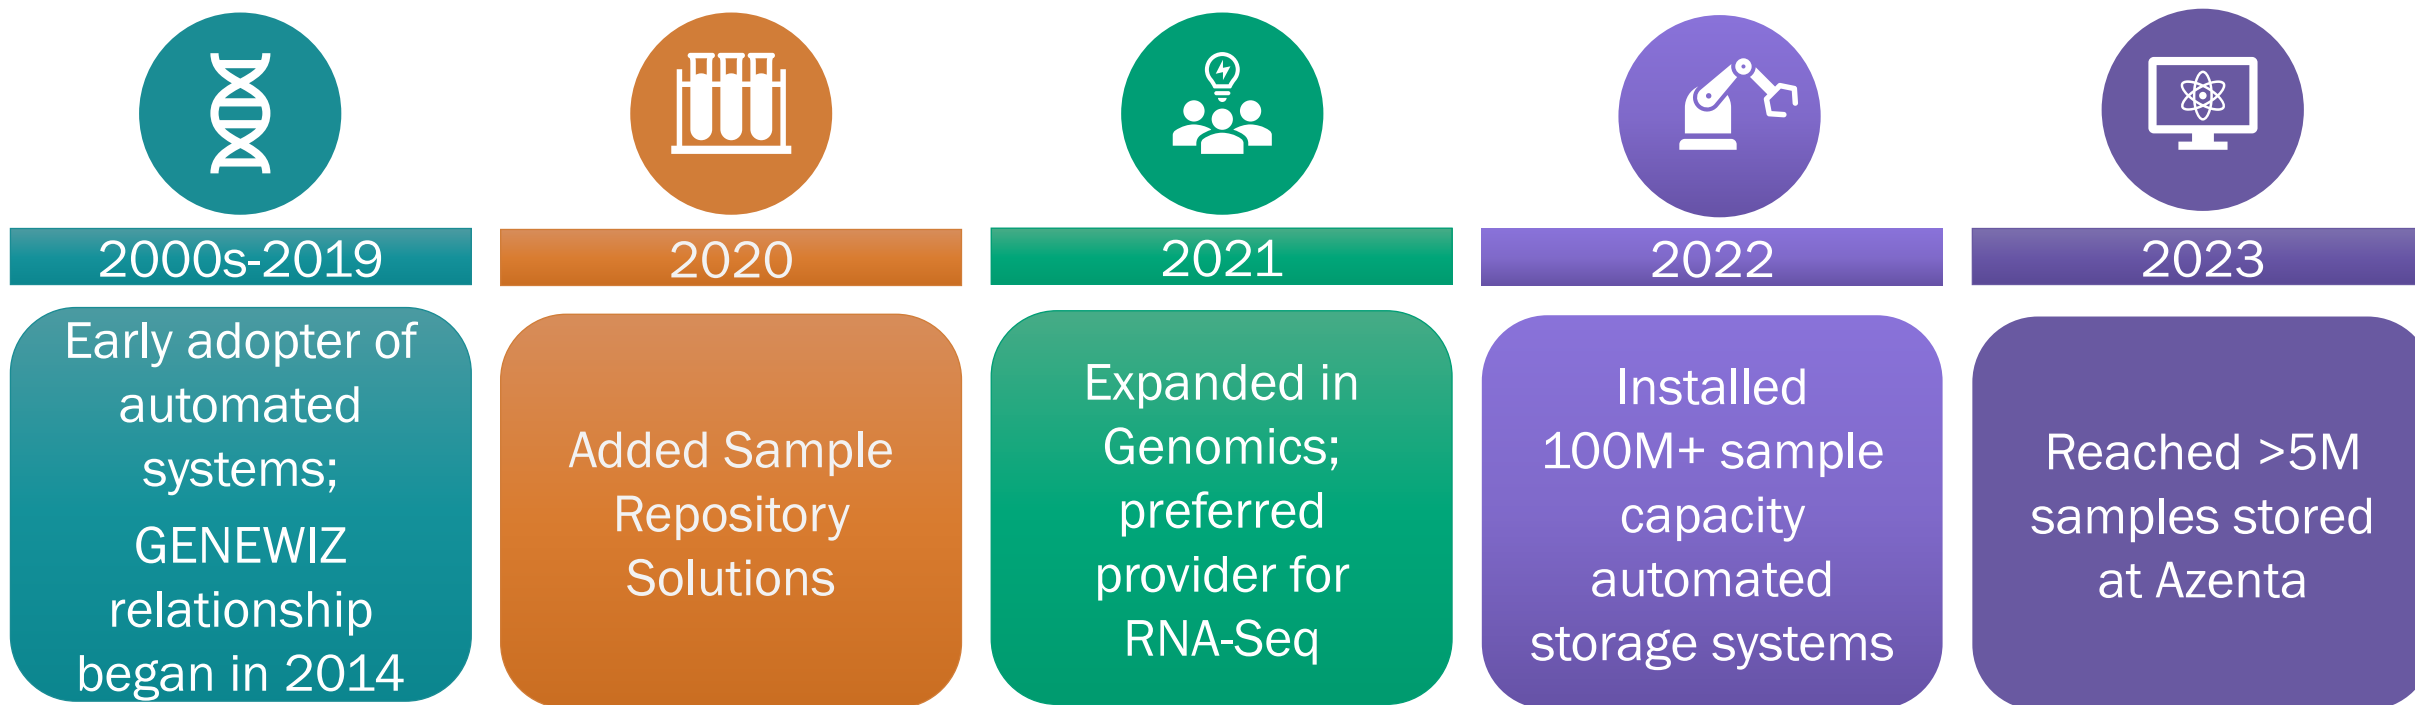 2000s-2019
Early adopter of
automated
systems;
GENEWIZ
relationship
began in 2014
2020
Added Sample
Repository
Solutions
2021
Expanded in
Genomics;
preferred
provider for
RNA-Seq
2022
Installed
100M+ sample
capacity
automated
storage systems
2023
Reached >5M
samples stored
at Azenta